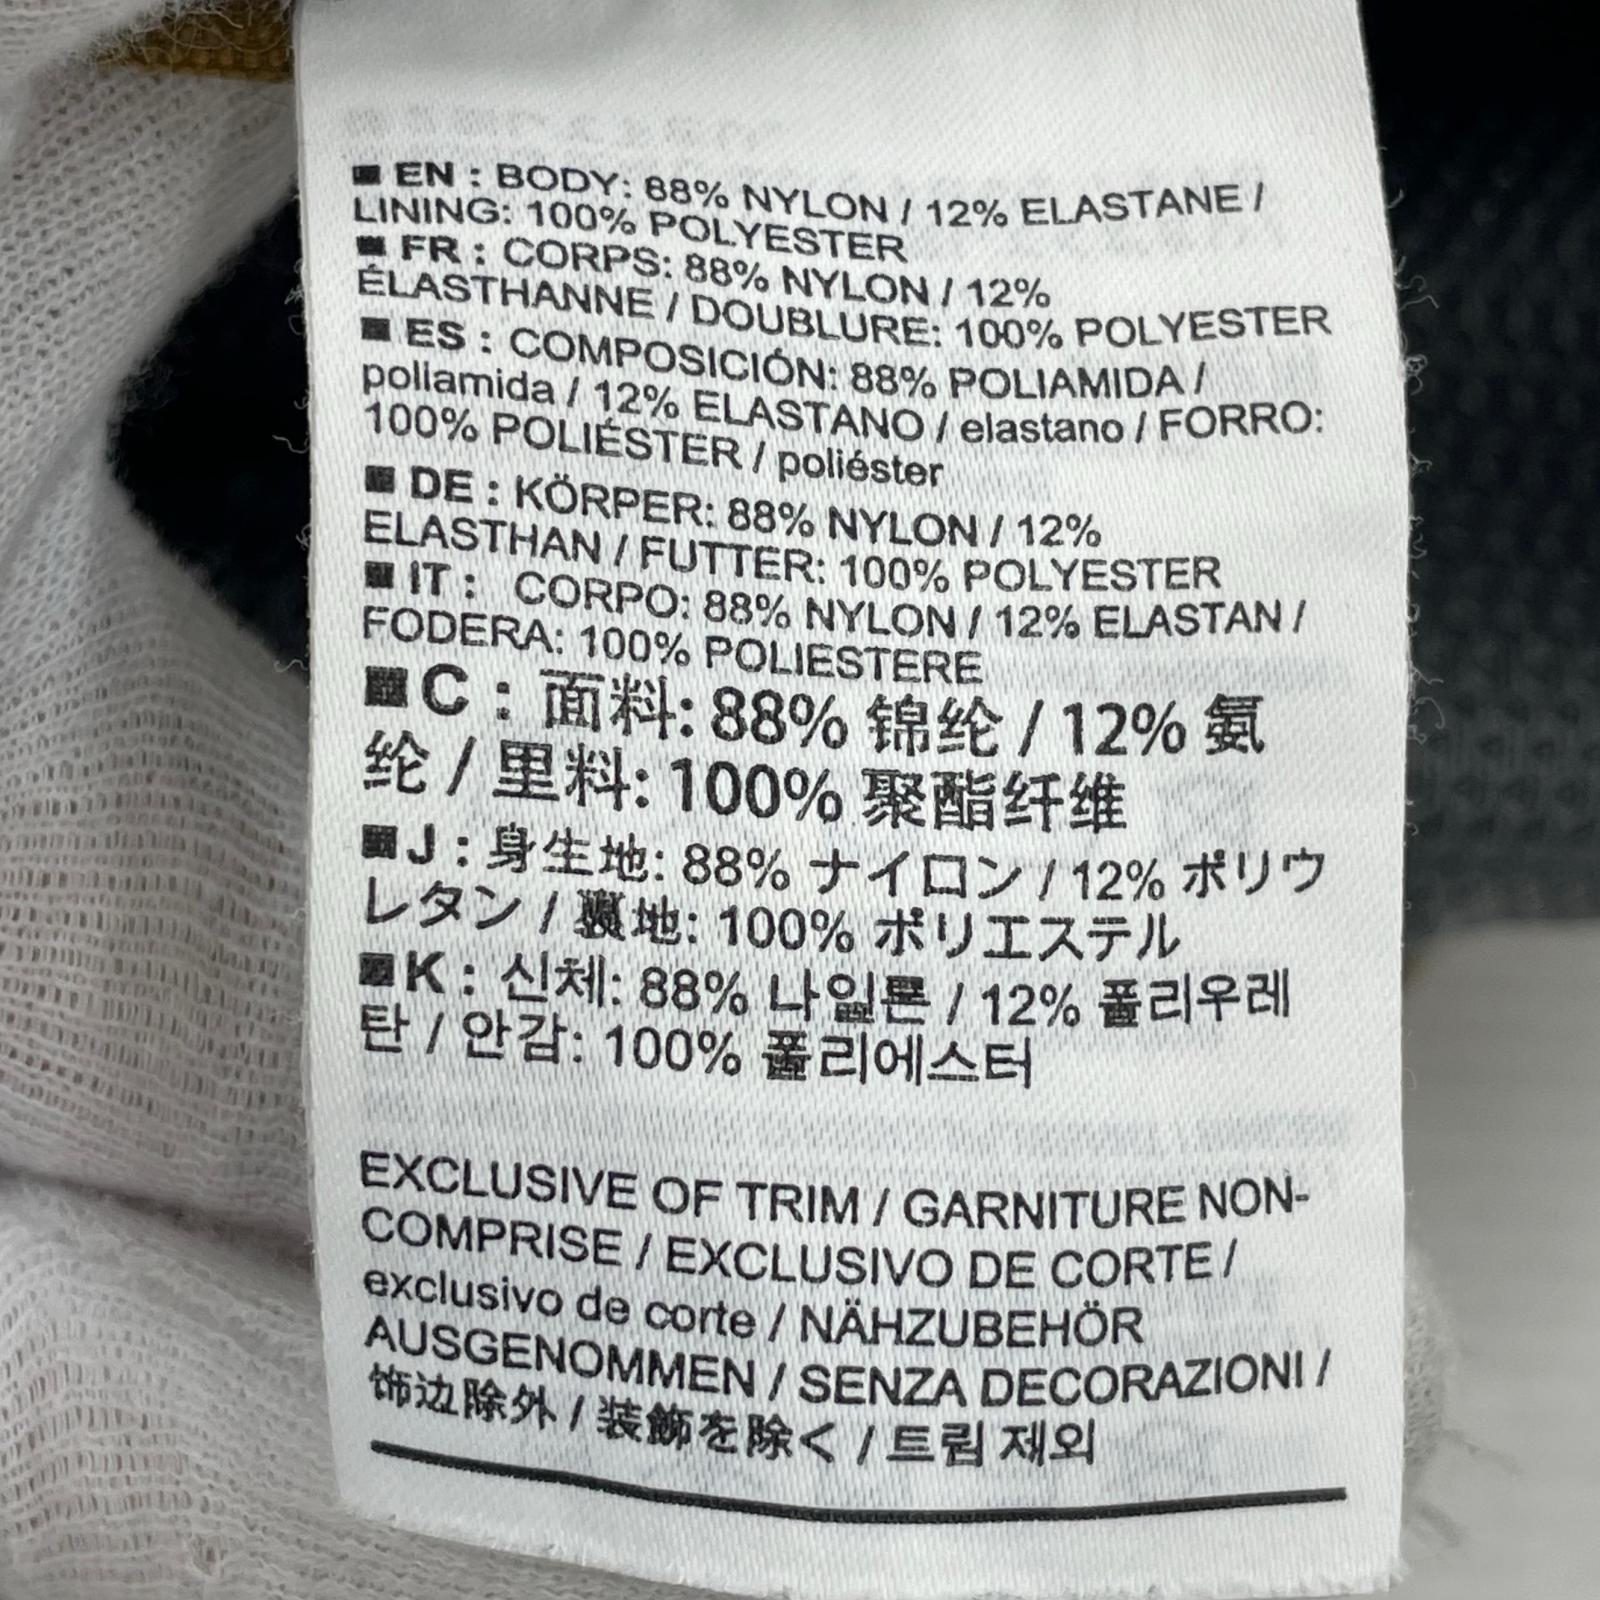 ■ EN : BODY: 88% NYLON / 12% ELASTANE /
LINING: 100% POLYESTER
■ FR : CORPS: 88% NYLON / 12%
ÉLASTHANNE / DOUBLURE: 100% POLYESTER
■ ES : COMPOSICIÓN: 88% POLIAMIDA /
poliamida / 12% ELASTANO / elastano / FORRO:
100% POLIÉSTER / poliéster
■ DE : KÖRPER: 88% NYLON / 12%
ELASTHAN / FUTTER: 100% POLYESTER
■ IT : CORPO: 88% NYLON / 12% ELASTAN /
FODERA: 100% POLIESTERE
■ C : 面料: 88% 锦纶 / 12% 氨
纶 / 里料: 100% 聚酯纤维
■ J : 身生地: 88% ナイロン / 12% ポリウ
レタン / 裏地: 100% ポリエステル
■ K : 신체: 88% 나일론 / 12% 폴리우레
탄 / 안감: 100% 폴리에스터
EXCLUSIVE OF TRIM / GARNITURE NON-
COMPRISE / EXCLUSIVO DE CORTE /
exclusivo de corte / NÄHZUBEHÖR
AUSGENOMMEN / SENZA DECORAZIONI /
饰边除外 / 装飾を除く / 트림 제외